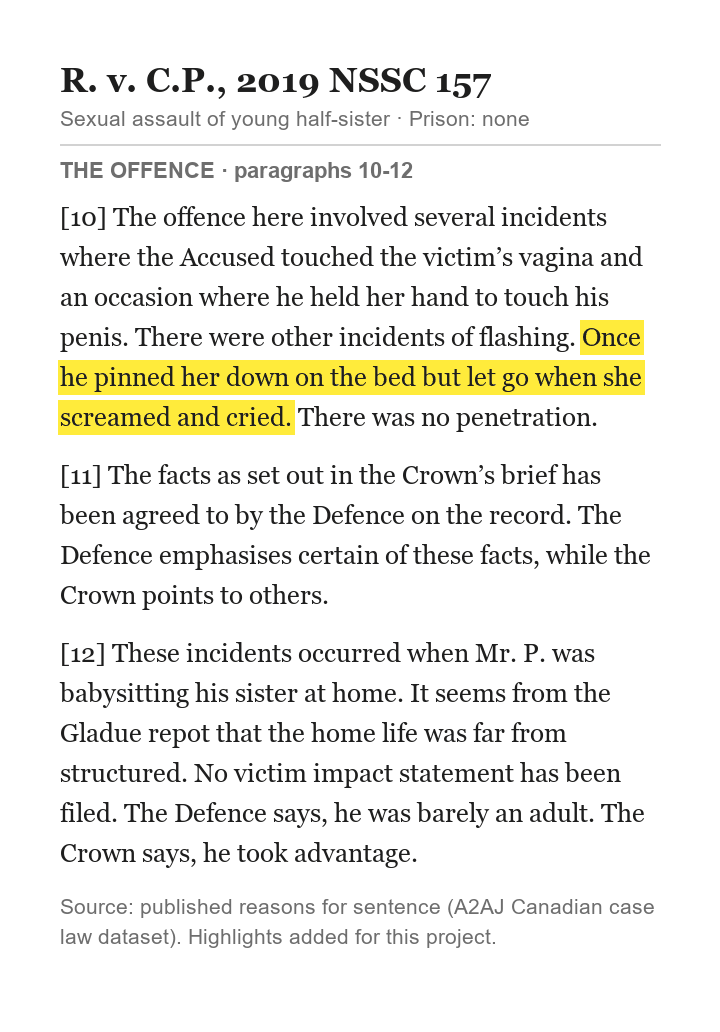 R. v. C.P., 2019 NSSC 157
Sexual assault of young half-sister · Prison: none
THE OFFENCE · paragraphs 10-12
[10] The offence here involved several incidents
where the Accused touched the victim’s vagina and
an occasion where he held her hand to touch his
penis. There were other incidents of flashing. Once
he pinned her down on the bed but let go when she
screamed and cried. There was no penetration.
[11] The facts as set out in the Crown’s brief has
been agreed to by the Defence on the record. The
Defence emphasises certain of these facts, while the
Crown points to others.
[12] These incidents occurred when Mr. P. was
babysitting his sister at home. It seems from the
Gladue repot that the home life was far from
structured. No victim impact statement has been
filed. The Defence says, he was barely an adult. The
Crown says, he took advantage.
Source: published reasons for sentence (A2AJ Canadian case
law dataset). Highlights added for this project.